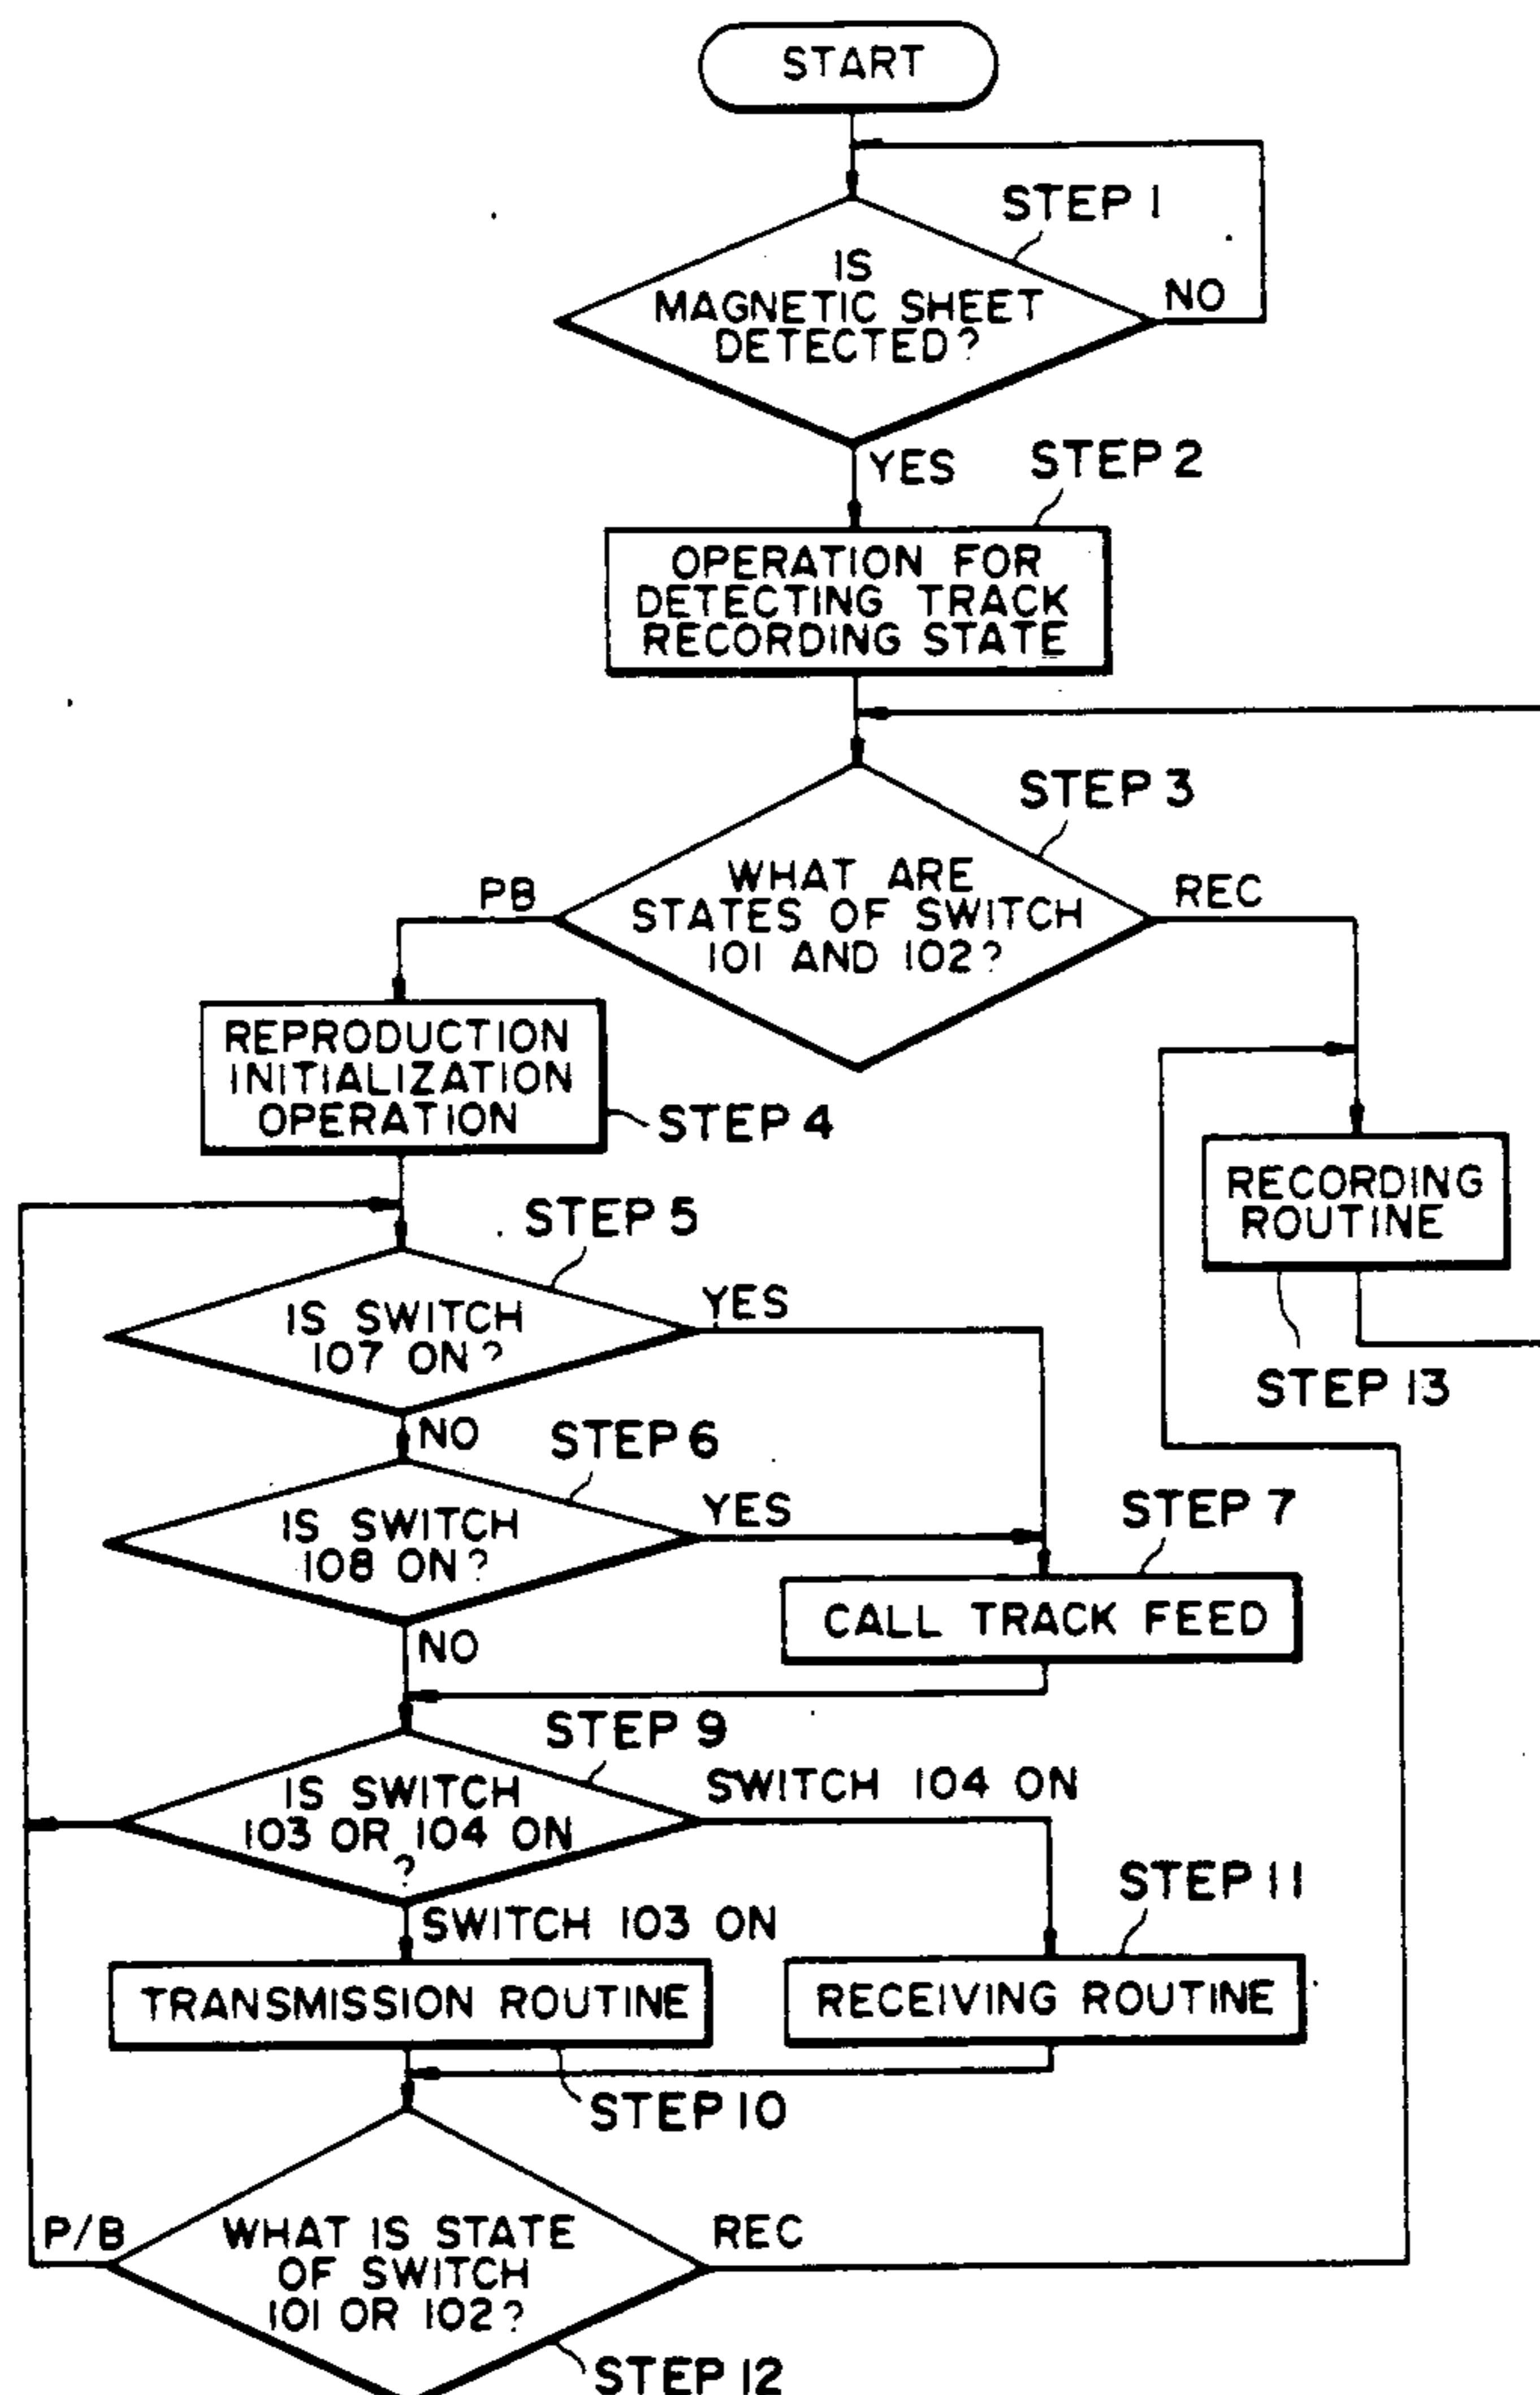 START
STEP 1
IS
MAGNETIC SHEET
DETECTED?
NO
YES
STEP 2
OPERATION FOR
DETECTING TRACK
RECORDING STATE
STEP 3
WHAT ARE
STATES OF SWITCH
101 AND 102?
PB
REC
REPRODUCTION
INITIALIZATION
OPERATION
STEP 4
RECORDING
ROUTINE
STEP 13
STEP 5
IS SWITCH
107 ON?
YES
NO
STEP 6
IS SWITCH
108 ON?
YES
NO
STEP 7
CALL TRACK FEED
STEP 9
IS SWITCH
103 OR 104 ON
?
SWITCH 104 ON
SWITCH 103 ON
STEP 11
TRANSMISSION ROUTINE
RECEIVING ROUTINE
STEP 10
P/B
WHAT IS STATE
OF SWITCH
101 OR 102?
REC
STEP 12